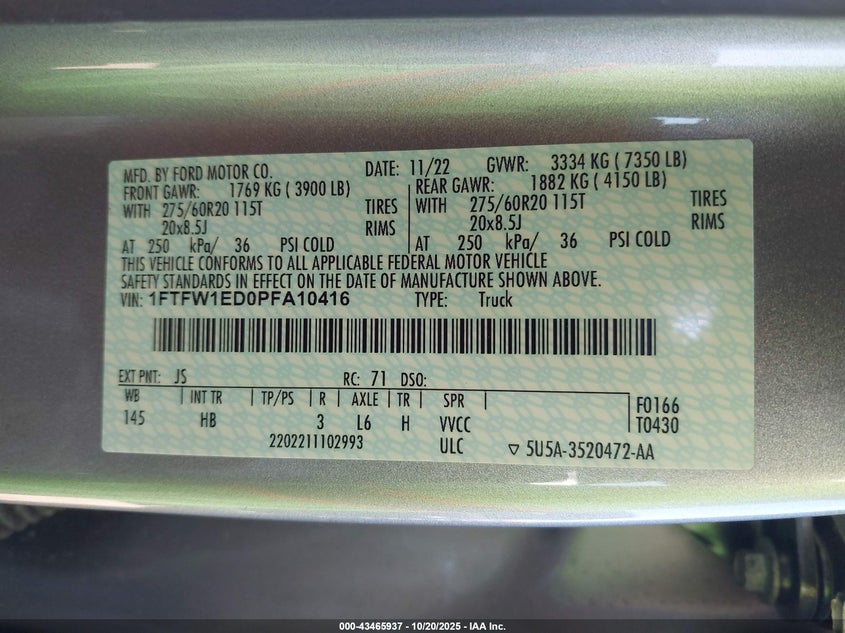 MFD. BY FORD MOTOR CO. DATE: 11/22 GVWR: 3334 KG ( 7350 LB)
FRONT GAWR: 1769 KG ( 3900 LB) REAR GAWR: 1882 KG ( 4150 LB)
WITH 275/60R20 115T TIRES WITH 275/60R20 115T TIRES
20x8.5J RIMS 20x8.5J RIMS
AT 250 kPa/ 36 PSI COLD AT 250 kPa/ 36 PSI COLD
THIS VEHICLE CONFORMS TO ALL APPLICABLE FEDERAL MOTOR VEHICLE
SAFETY STANDARDS IN EFFECT ON THE DATE OF MANUFACTURE SHOWN ABOVE.
VIN: 1FTFW1ED0PFA10416 TYPE: Truck
EXT PNT: JS RC: 71 DSO:
WB INT TR TP/PS R AXLE TR SPR F0166
145 HB 3 L6 H VVCC T0430
2202211102993 ULC ▽ 5U5A-3520472-AA
000-43465937 - 10/20/2025 - IAA Inc.